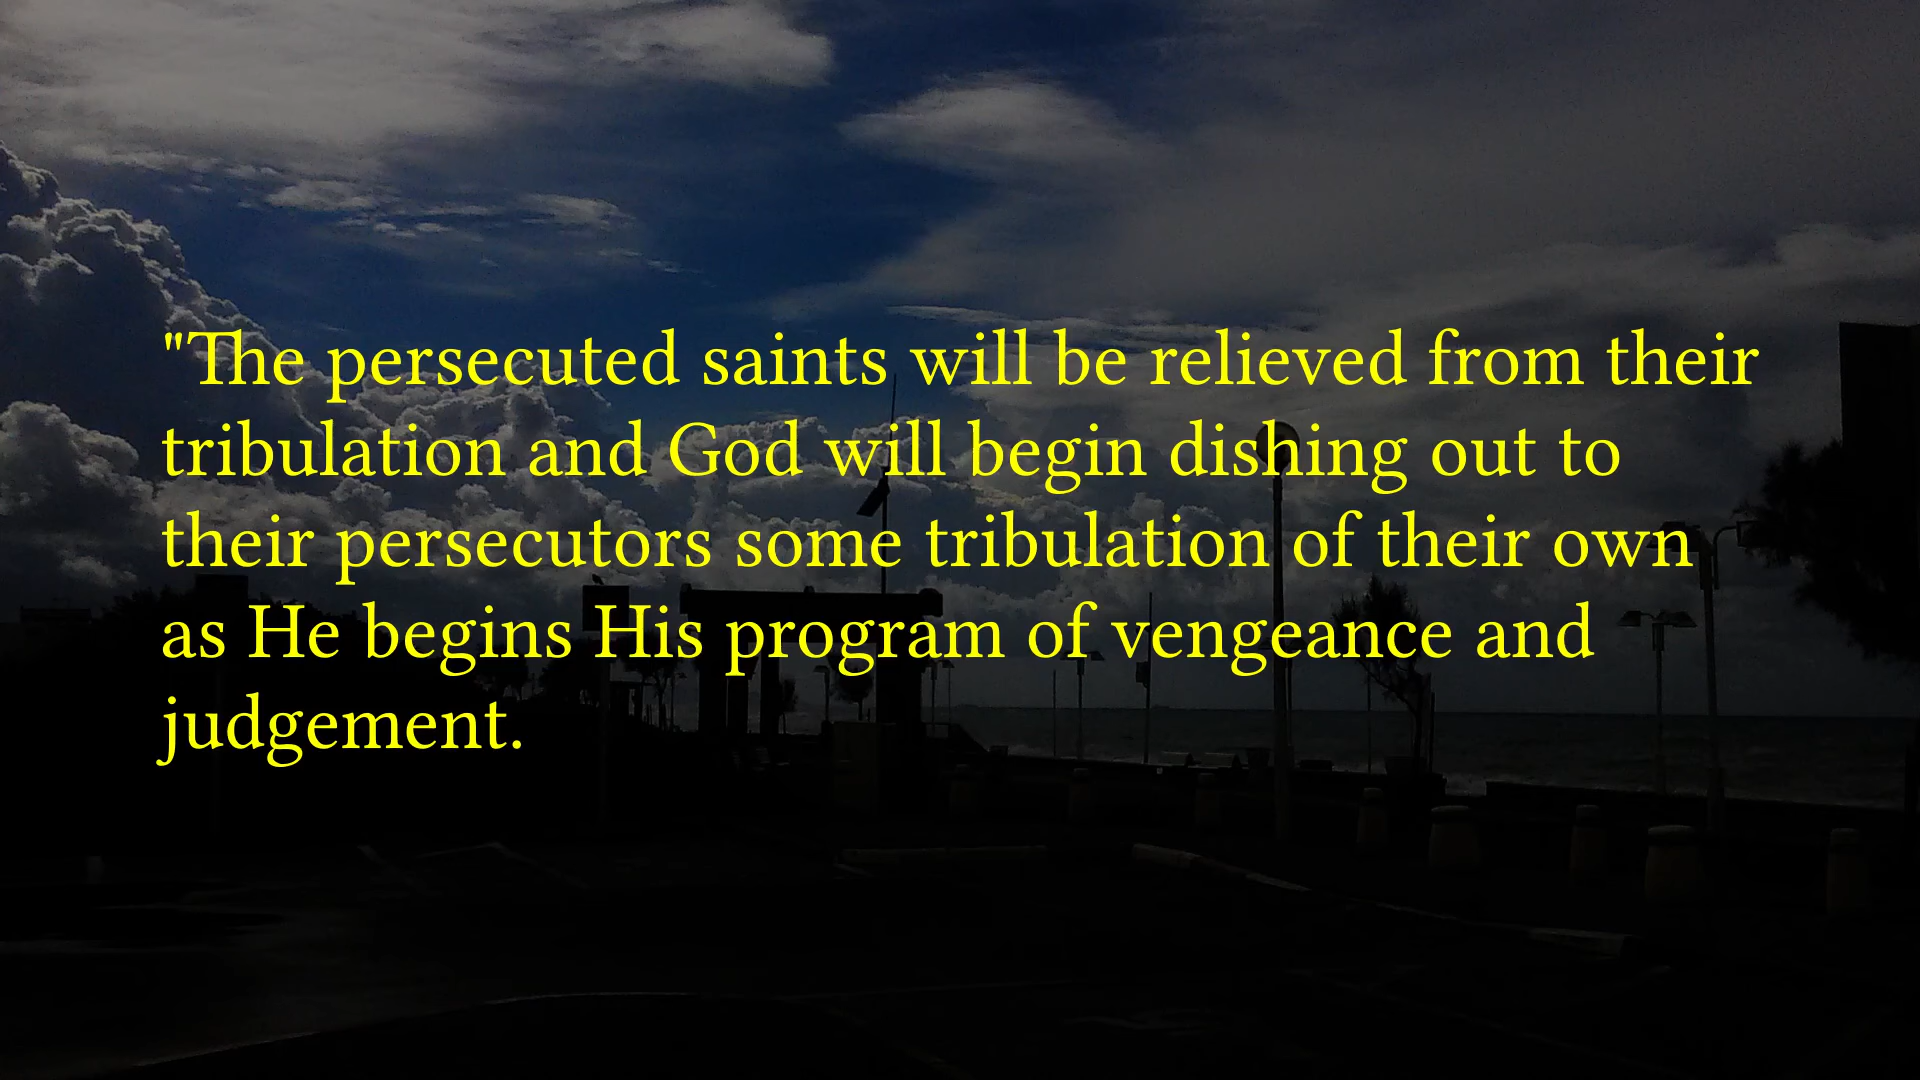 "The persecuted saints will be relieved from their
tribulation and God will begin dishing out to
their persecutors some tribulation of their own
as He begins His program of vengeance and
judgement.